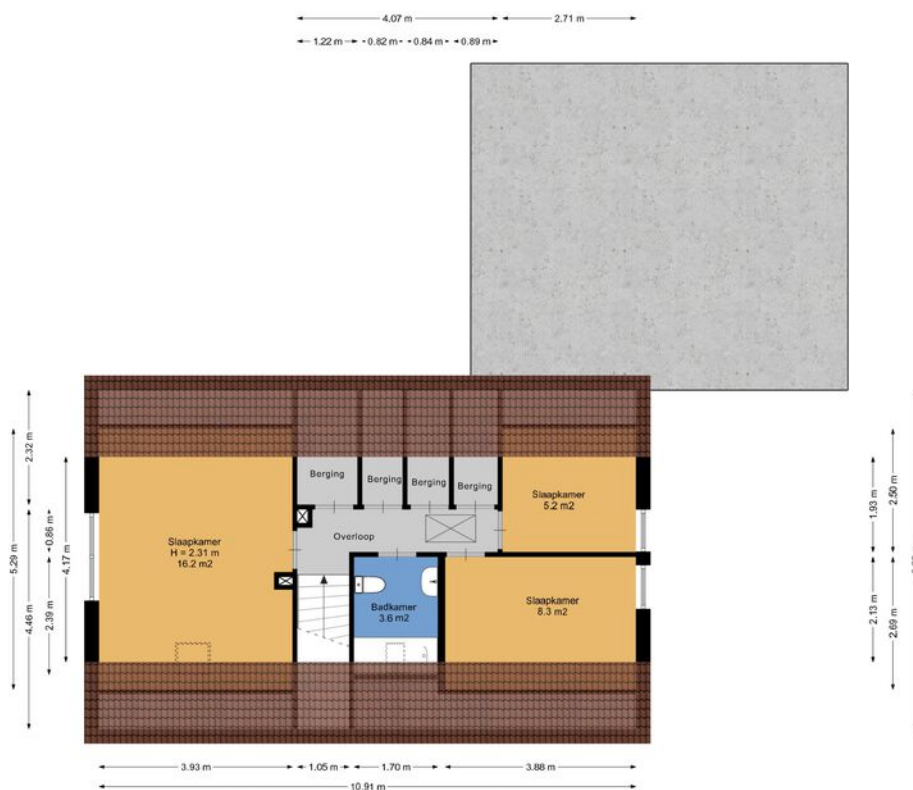 4.07 m
2.71 m
1.22 m
0.82 m
0.84 m
0.89 m
2.32 m
5.29 m
0.86 m
4.17 m
4.46 m
2.39 m
Berging
Berging
Berging
Berging
Slaapkamer
5.2 m2
Overloop
Slaapkamer
H = 2.31 m
16.2 m2
Slaapkamer
8.3 m2
Badkamer
3.6 m2
1.93 m
2.50 m
2.13 m
2.69 m
3.93 m
1.05 m
1.70 m
3.88 m
10.91 m